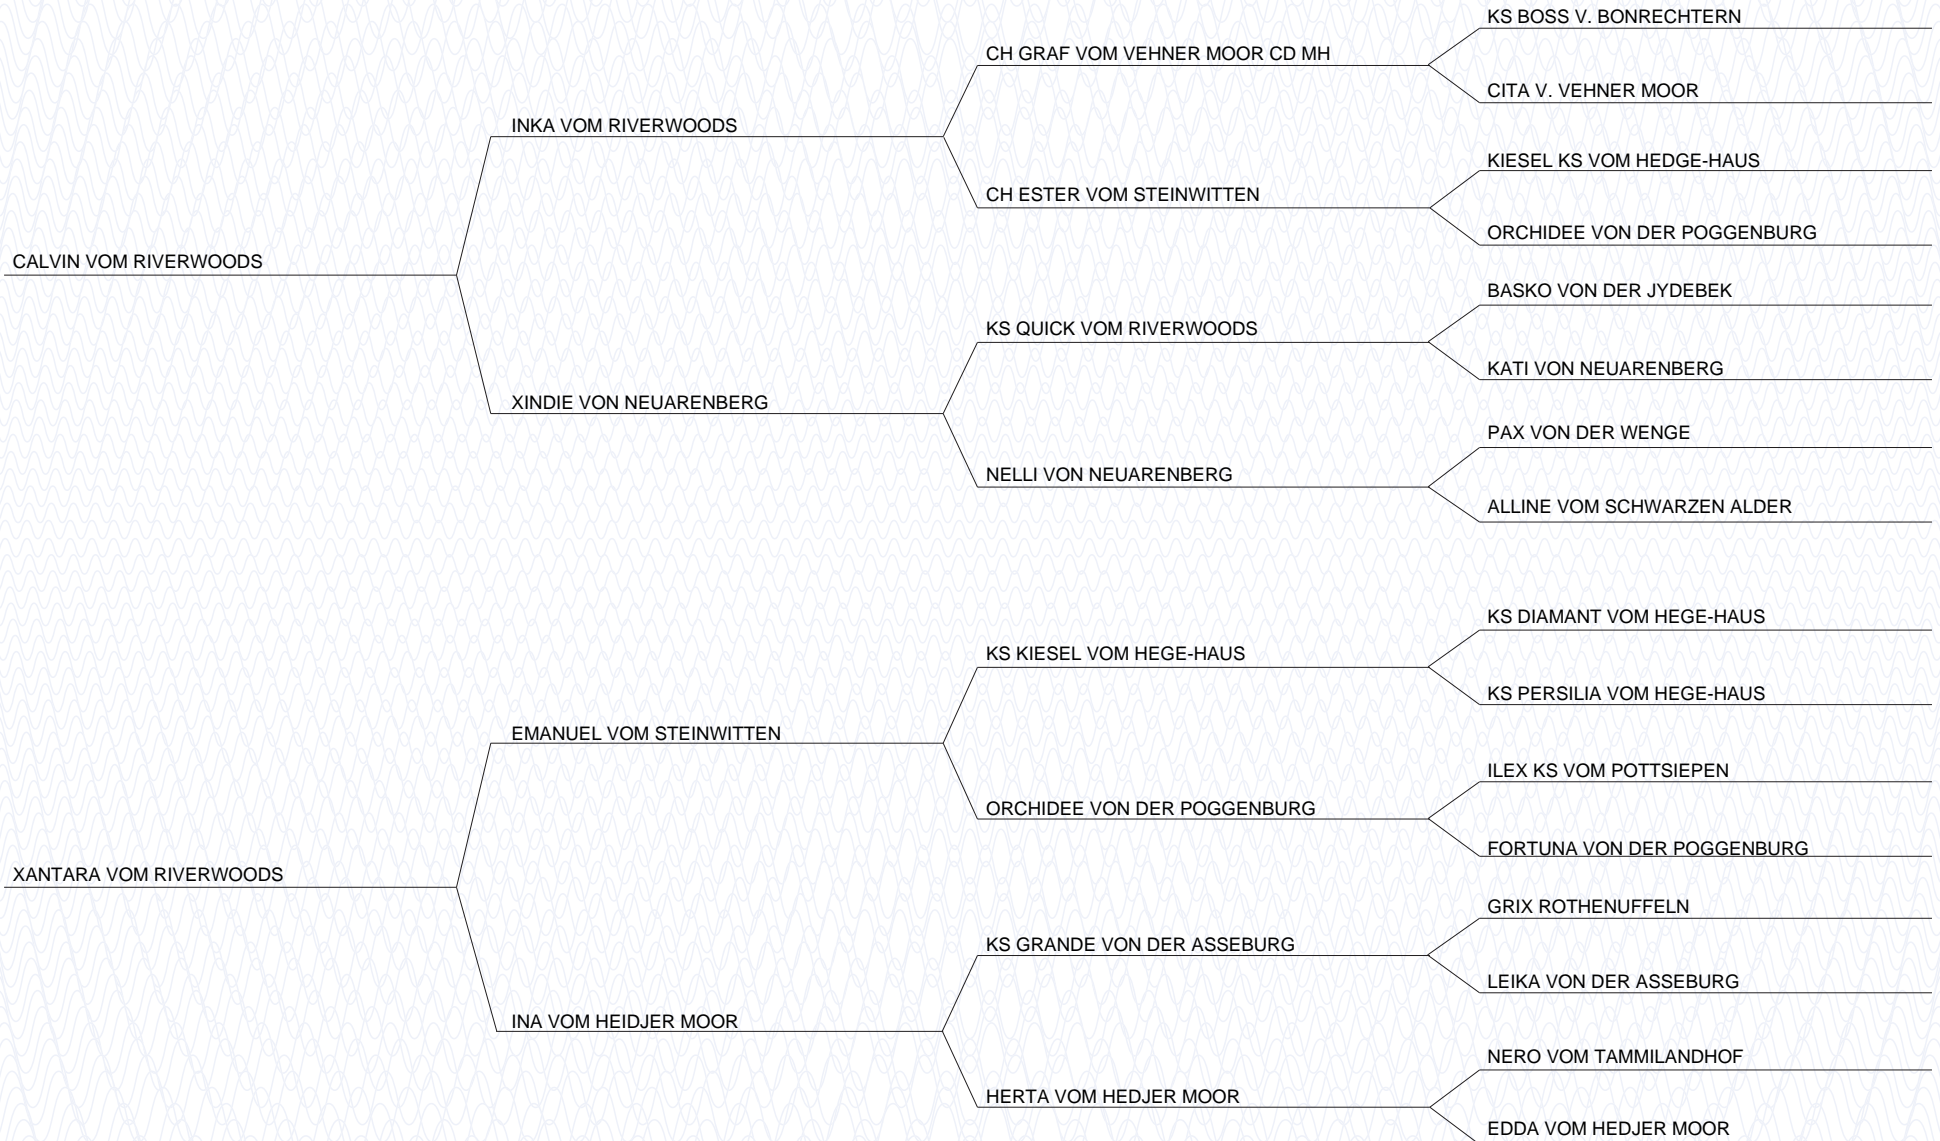 KS BOSS V. BONRECHTERN
CH GRAF VOM VEHNER MOOR CD MH
CITA V. VEHNER MOOR
INKA VOM RIVERWOODS
KIESEL KS VOM HEDGE-HAUS
CH ESTER VOM STEINWITTEN
ORCHIDEE VON DER POGGENBURG
CALVIN VOM RIVERWOODS
BASKO VON DER JYDEBEK
KS QUICK VOM RIVERWOODS
KATI VON NEUARENBERG
XINDIE VON NEUARENBERG
PAX VON DER WENGE
NELLI VON NEUARENBERG
ALLINE VOM SCHWARZEN ALDER
KS DIAMANT VOM HEGE-HAUS
KS KIESEL VOM HEGE-HAUS
KS PERSILIA VOM HEGE-HAUS
EMANUEL VOM STEINWITTEN
ILEX KS VOM POTTSIEPEN
ORCHIDEE VON DER POGGENBURG
FORTUNA VON DER POGGENBURG
XANTARA VOM RIVERWOODS
GRIX ROTHENUFFELN
KS GRANDE VON DER ASSEBURG
LEIKA VON DER ASSEBURG
INA VOM HEIDJER MOOR
NERO VOM TAMMILANDHOF
HERTA VOM HEDJER MOOR
EDDA VOM HEDJER MOOR